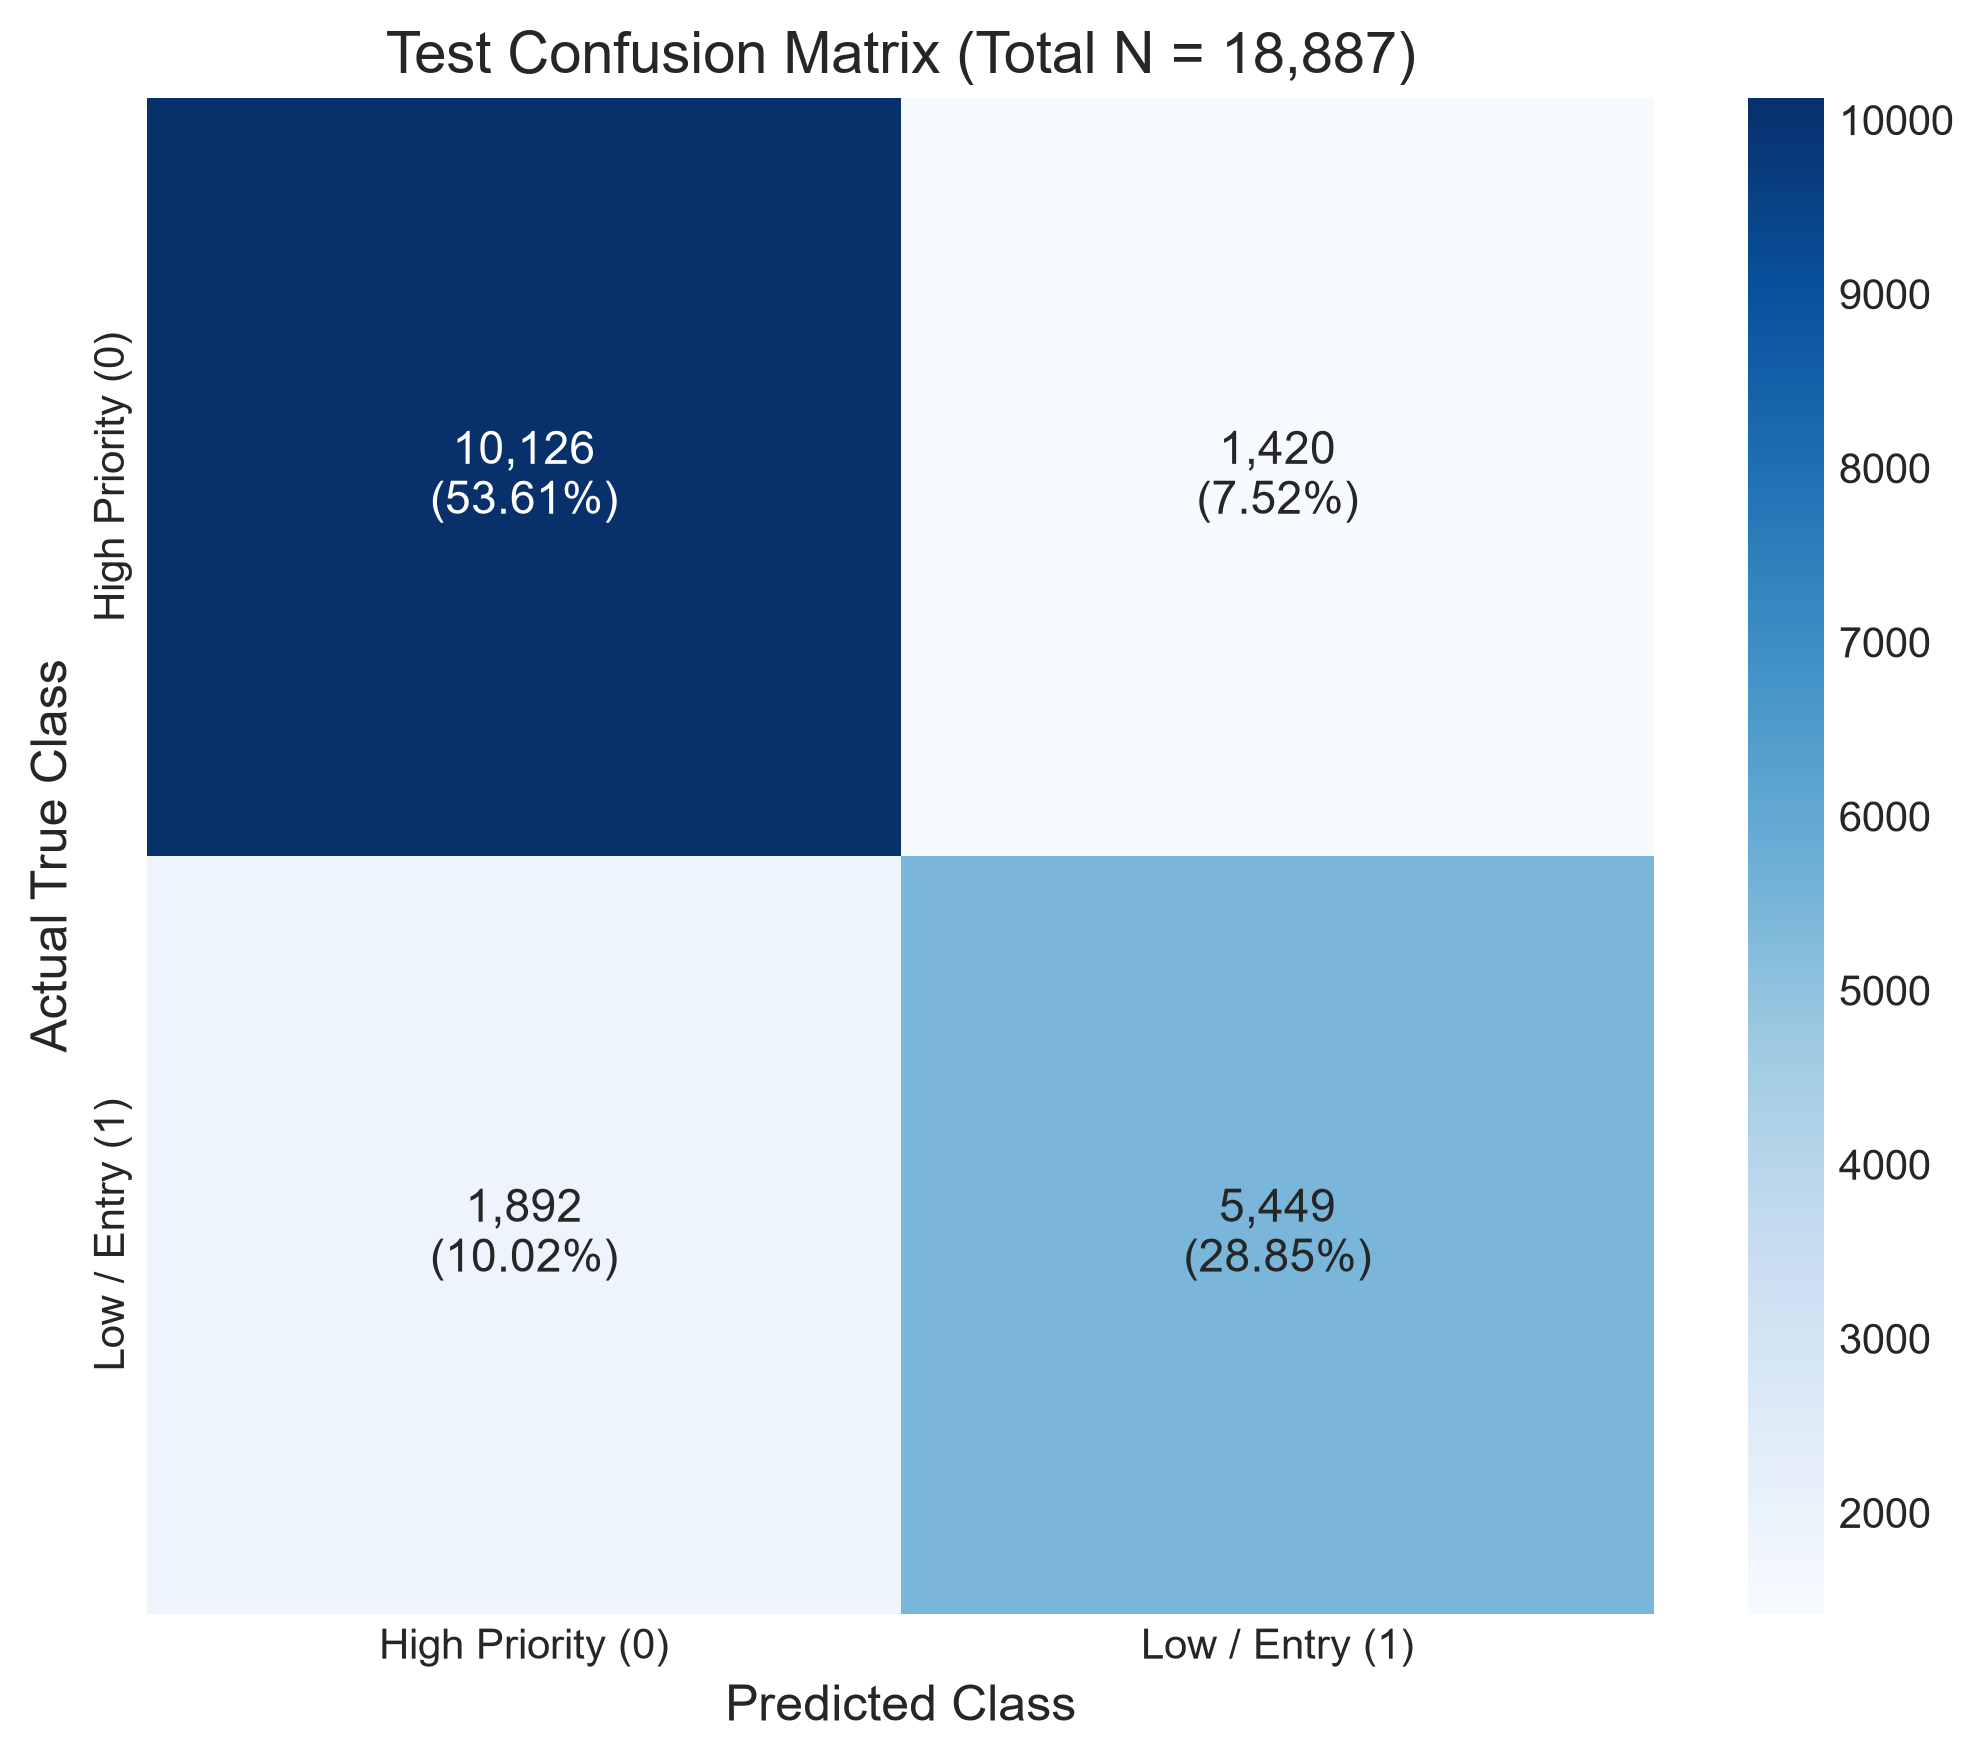 Test Confusion Matrix (Total N = 18,887)
Actual True Class
High Priority (0)
Low / Entry (1)
10,126
(53.61%)
1,420
(7.52%)
1,892
(10.02%)
5,449
(28.85%)
High Priority (0)
Low / Entry (1)
Predicted Class
10000
9000
8000
7000
6000
5000
4000
3000
2000